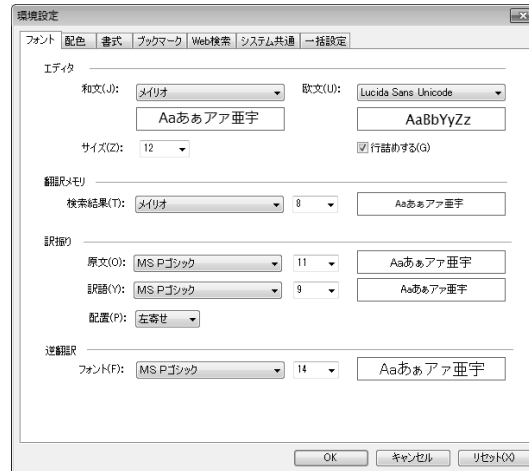 環境設定
フォント 配色 書式 ブックマーク Web検索 システム共通 一括設定
エディタ
和文(J): メイリオ 欧文(U): Lucida Sans Unicode
Aaあぁアァ亜宇 AaBbYyZz
サイズ(Z): 12 行詰めする(G)
翻訳メモリ
検索結果(T): メイリオ 8 Aaあぁアァ亜宇
訳振り
原文(O): MS Pゴシック 11 Aaあぁアァ亜宇
訳語(Y): MS Pゴシック 9 Aaあぁアァ亜宇
配置(P): 左寄せ
逆翻訳
フォント(F): MS Pゴシック 14 Aaあぁアァ亜宇
OK キャンセル リセット(X)